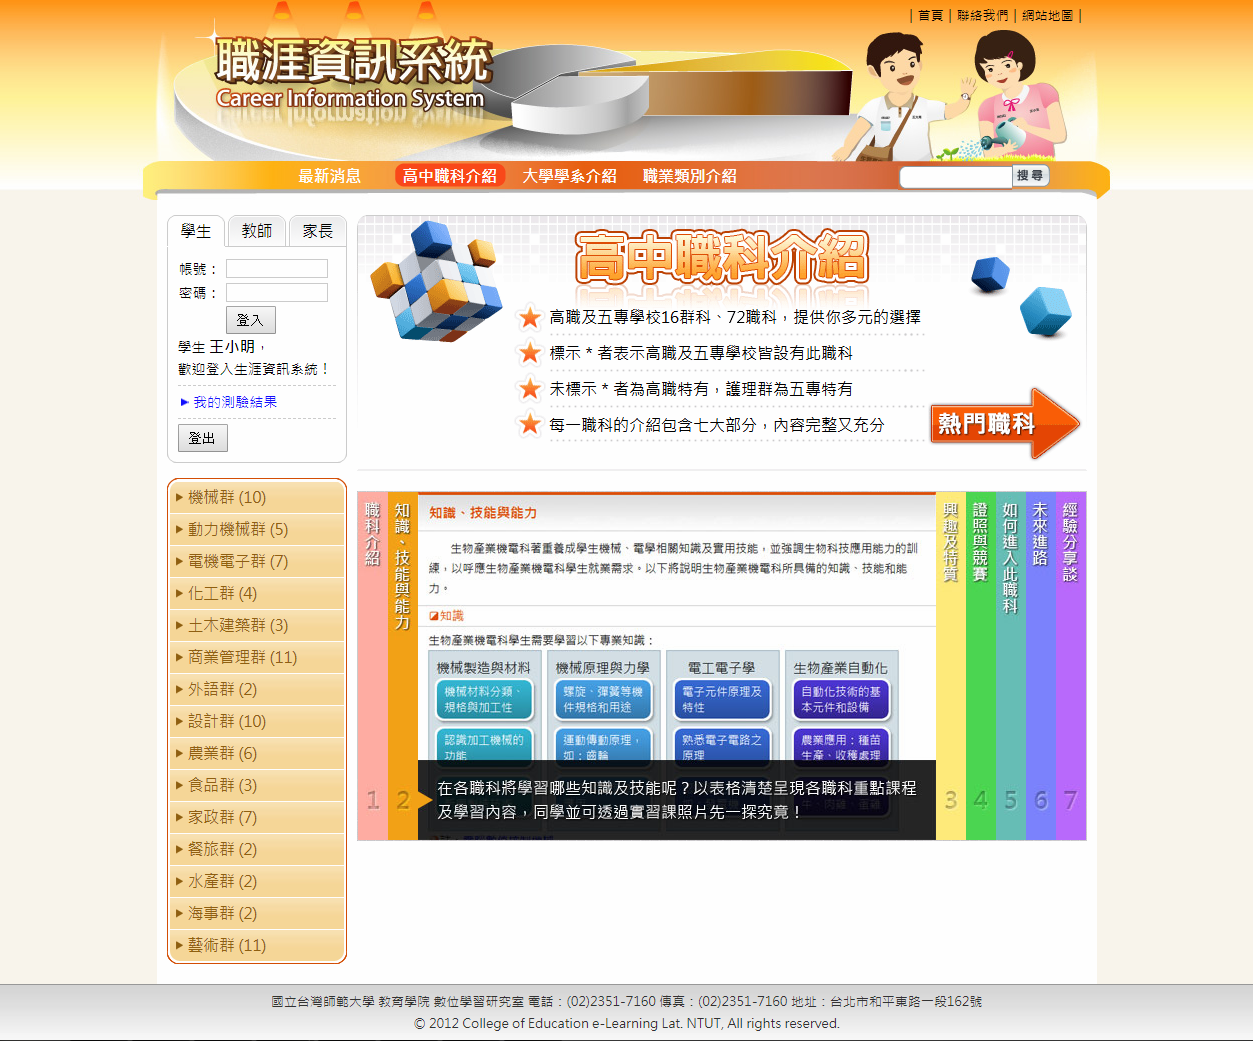 | 首頁 | 聯絡我們 | 網站地圖 |
職涯資訊系統
Career Information System
最新消息
高中職科介紹
大學學系介紹
職業類別介紹
搜尋
學生
教師
家長
帳號：
密碼：
登入
學生 王小明，
歡迎登入生涯資訊系統！
我的測驗結果
登出
機械群 (10)
動力機械群 (5)
電機電子群 (7)
化工群 (4)
土木建築群 (3)
商業管理群 (11)
外語群 (2)
設計群 (10)
農業群 (6)
食品群 (3)
家政群 (7)
餐旅群 (2)
水產群 (2)
海事群 (2)
藝術群 (11)
高中職科介紹
高職及五專學校16群科、72職科，提供你多元的選擇
標示 * 者表示高職及五專學校皆設有此職科
未標示 * 者為高職特有，護理群為五專特有
每一職科的介紹包含七大部分，內容完整又充分
熱門職科
職科介紹
1
知識、技能與能力
2
知識、技能與能力
生物產業機電科著重養成學生機械、電學相關知識及實用技能，並強調生物科技應用能力的訓
練，以呼應生物產業機電科學生就業需求。以下將說明生物產業機電科所具備的知識、技能和能
力。
知識
生物產業機電科學生需要學習以下專業知識：
機械製造與材料
機械材料分類、
規格與加工性
認識加工機械的
功能
機械原理與力學
螺旋、彈簧等機
件規格和用途
運動傳動原理，
如：齒輪
電工電子學
電子元件原理及
特性
熟悉電子電路之
原理
生物產業自動化
自動化技術的基
本元件和設備
農業應用：種苗
生產、收穫處理
在各職科將學習哪些知識及技能呢？以表格清楚呈現各職科重點課程
及學習內容，同學並可透過實習課照片先一探究竟！
興趣及特質
3
證照與競賽
4
如何進入此職科
5
未來進路
6
經驗分享談
7
國立台灣師範大學 教育學院 數位學習研究室 電話：(02)2351-7160 傳真：(02)2351-7160 地址：台北市和平東路一段162號
© 2012 College of Education e-Learning Lat. NTUT, All rights reserved.